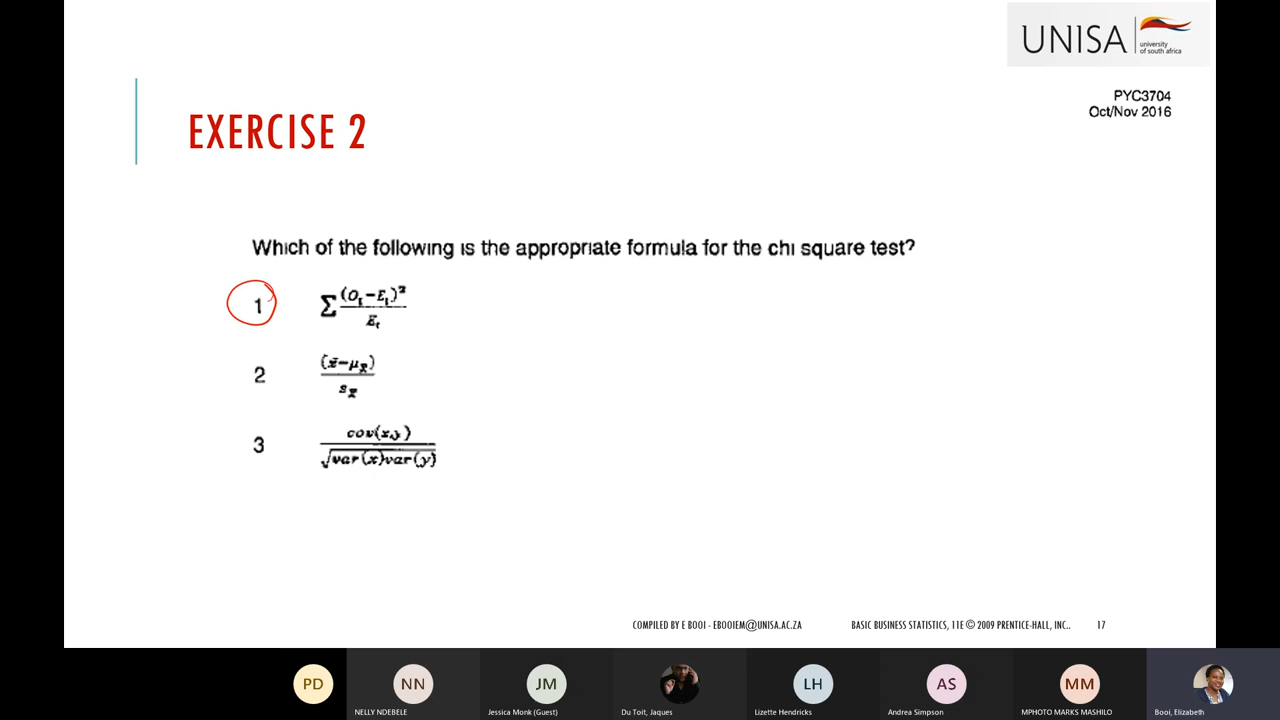 UNISA
university
of south africa
PYC3704
Oct/Nov 2016
EXERCISE 2
Which of the following is the appropriate formula for the chi square test?
1 ∑ (Oᵢ−Eᵢ)² / Eᵢ
2 (x̄−μx̄) / sx̄
3 cov(x,y) / √var(x)var(y)
COMPILED BY E BOOI - EBOOIEM@UNISA.AC.ZA BASIC BUSINESS STATISTICS, 11E © 2009 PRENTICE-HALL, INC.. 17
PD NN JM LH AS MM
NELLY NDEBELE Jessica Monk (Guest) Du Toit, Jaques Lizette Hendricks Andrea Simpson MPHOTO MARKS MASHILO Booi, Elizabeth